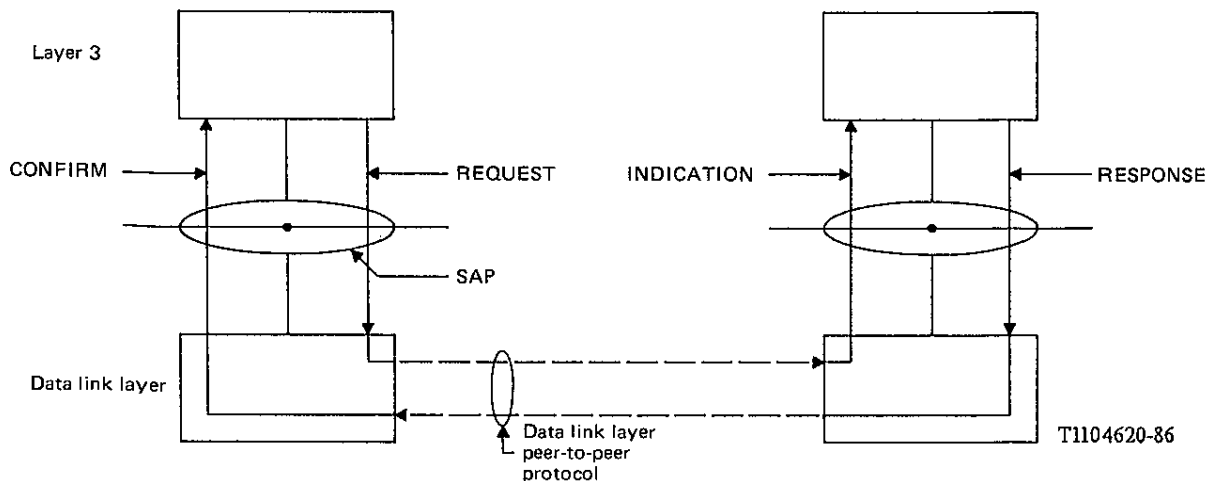 Layer 3
CONFIRM
REQUEST
INDICATION
RESPONSE
SAP
Data link layer
Data link layer
peer-to-peer
protocol
T1104620-86